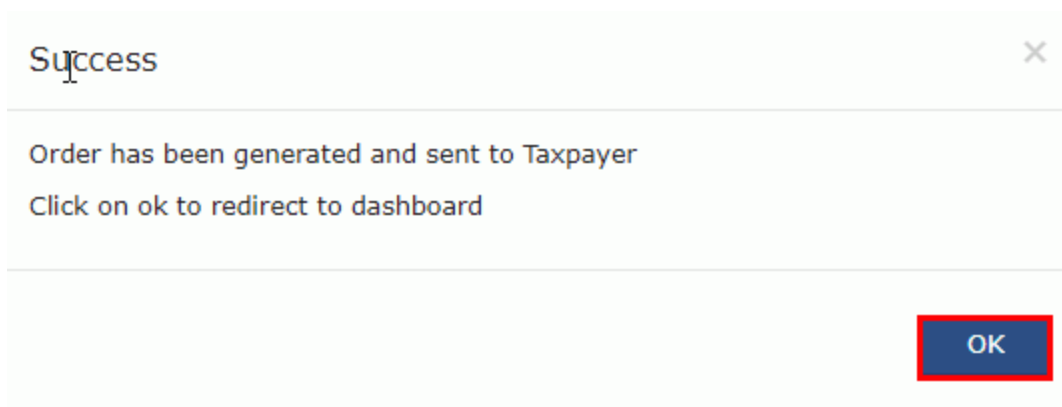 Success
Order has been generated and sent to Taxpayer
Click on ok to redirect to dashboard
OK